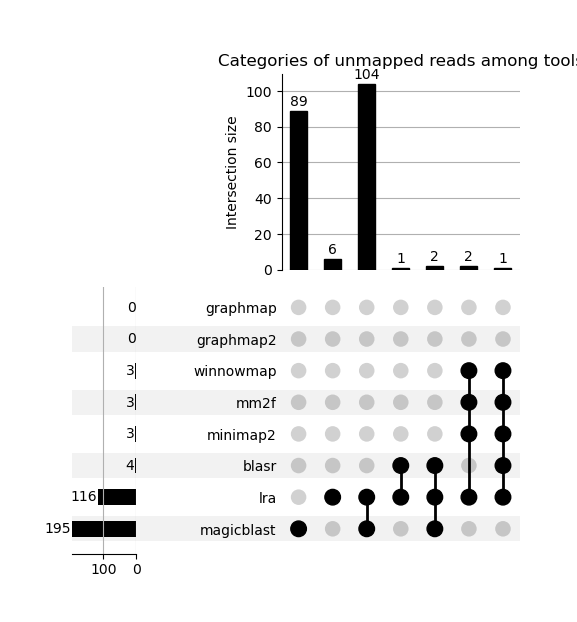 Categories of unmapped reads among tools
104
100
89
80
60
40
20
6
1
2
2
1
0
Intersection size
0 graphmap
0 graphmap2
3 winnowmap
3 mm2f
3 minimap2
4 blasr
116 lra
195 magicblast
100 0